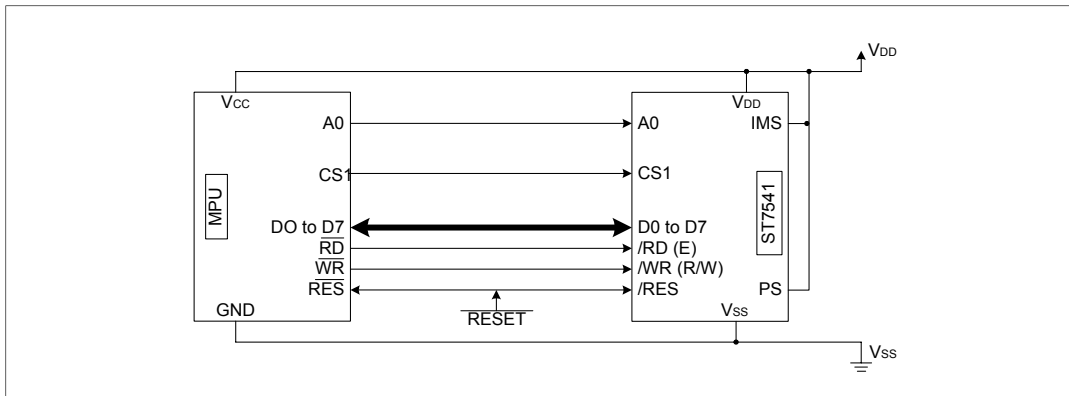 VDD
VCC
VDD
A0
A0
IMS
CS1
CS1
MPU
ST7541
DO to D7
D0 to D7
RD
/RD (E)
WR
/WR (R/W)
RES
/RES
PS
GND
RESET
VSS
VSS